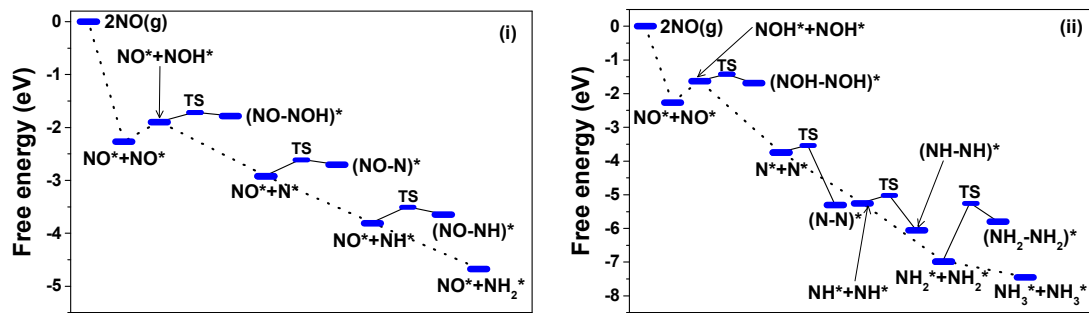 0
-1
-2
-3
-4
-5
Free energy (eV)
2NO(g)
(i)
NO*+NOH*
TS
(NO-NOH)*
NO*+NO*
TS
(NO-N)*
NO*+N*
TS
(NO-NH)*
NO*+NH*
NO*+NH₂*
0
-1
-2
-3
-4
-5
-6
-7
-8
Free energy (eV)
2NO(g)
(ii)
NOH*+NOH*
TS
(NOH-NOH)*
NO*+NO*
TS
N*+N*
(NH-NH)*
TS
TS
(N-N)*
(NH₂-NH₂)*
NH*+NH*
NH₂*+NH₂*
NH₃*+NH₃*